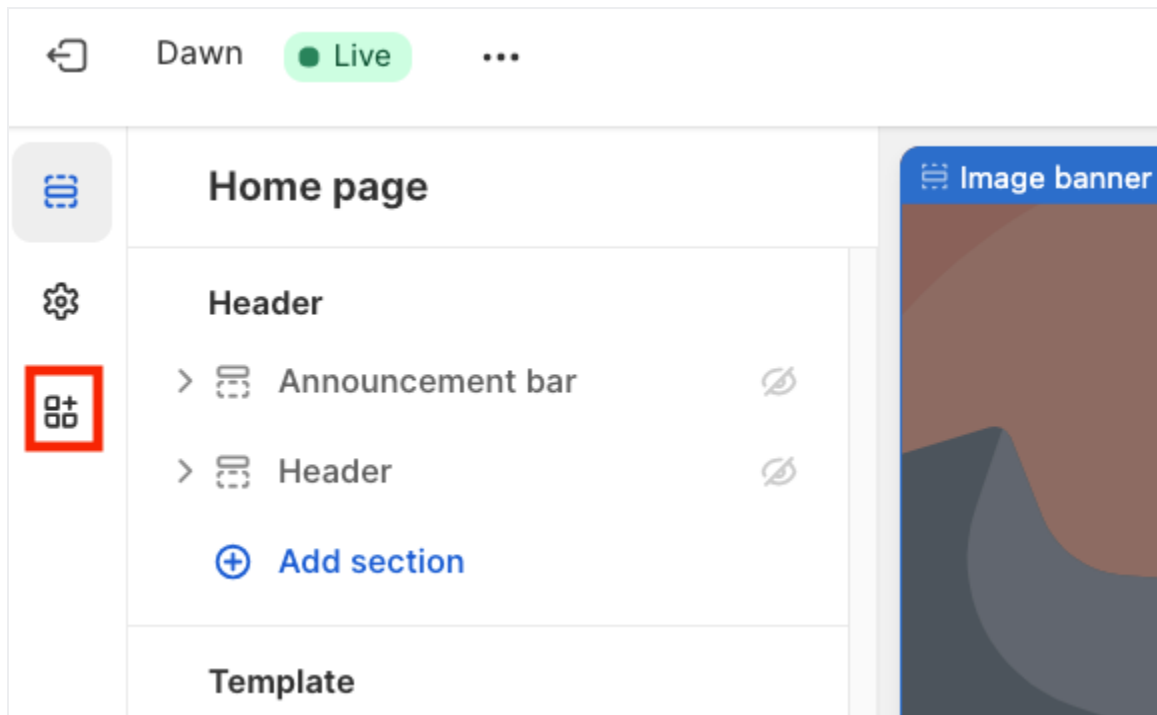 Dawn
Live
Home page
Image banner
Header
Announcement bar
Header
Add section
Template